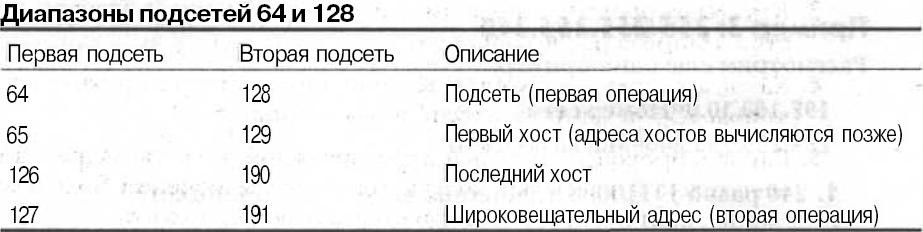 Диапазоны подсетей 64 и 128
Первая подсеть Вторая подсеть Описание
64 128 Подсеть (первая операция)
65 129 Первый хост (адреса хостов вычисляются позже)
126 190 Последний хост
127 191 Широковещательный адрес (вторая операция)